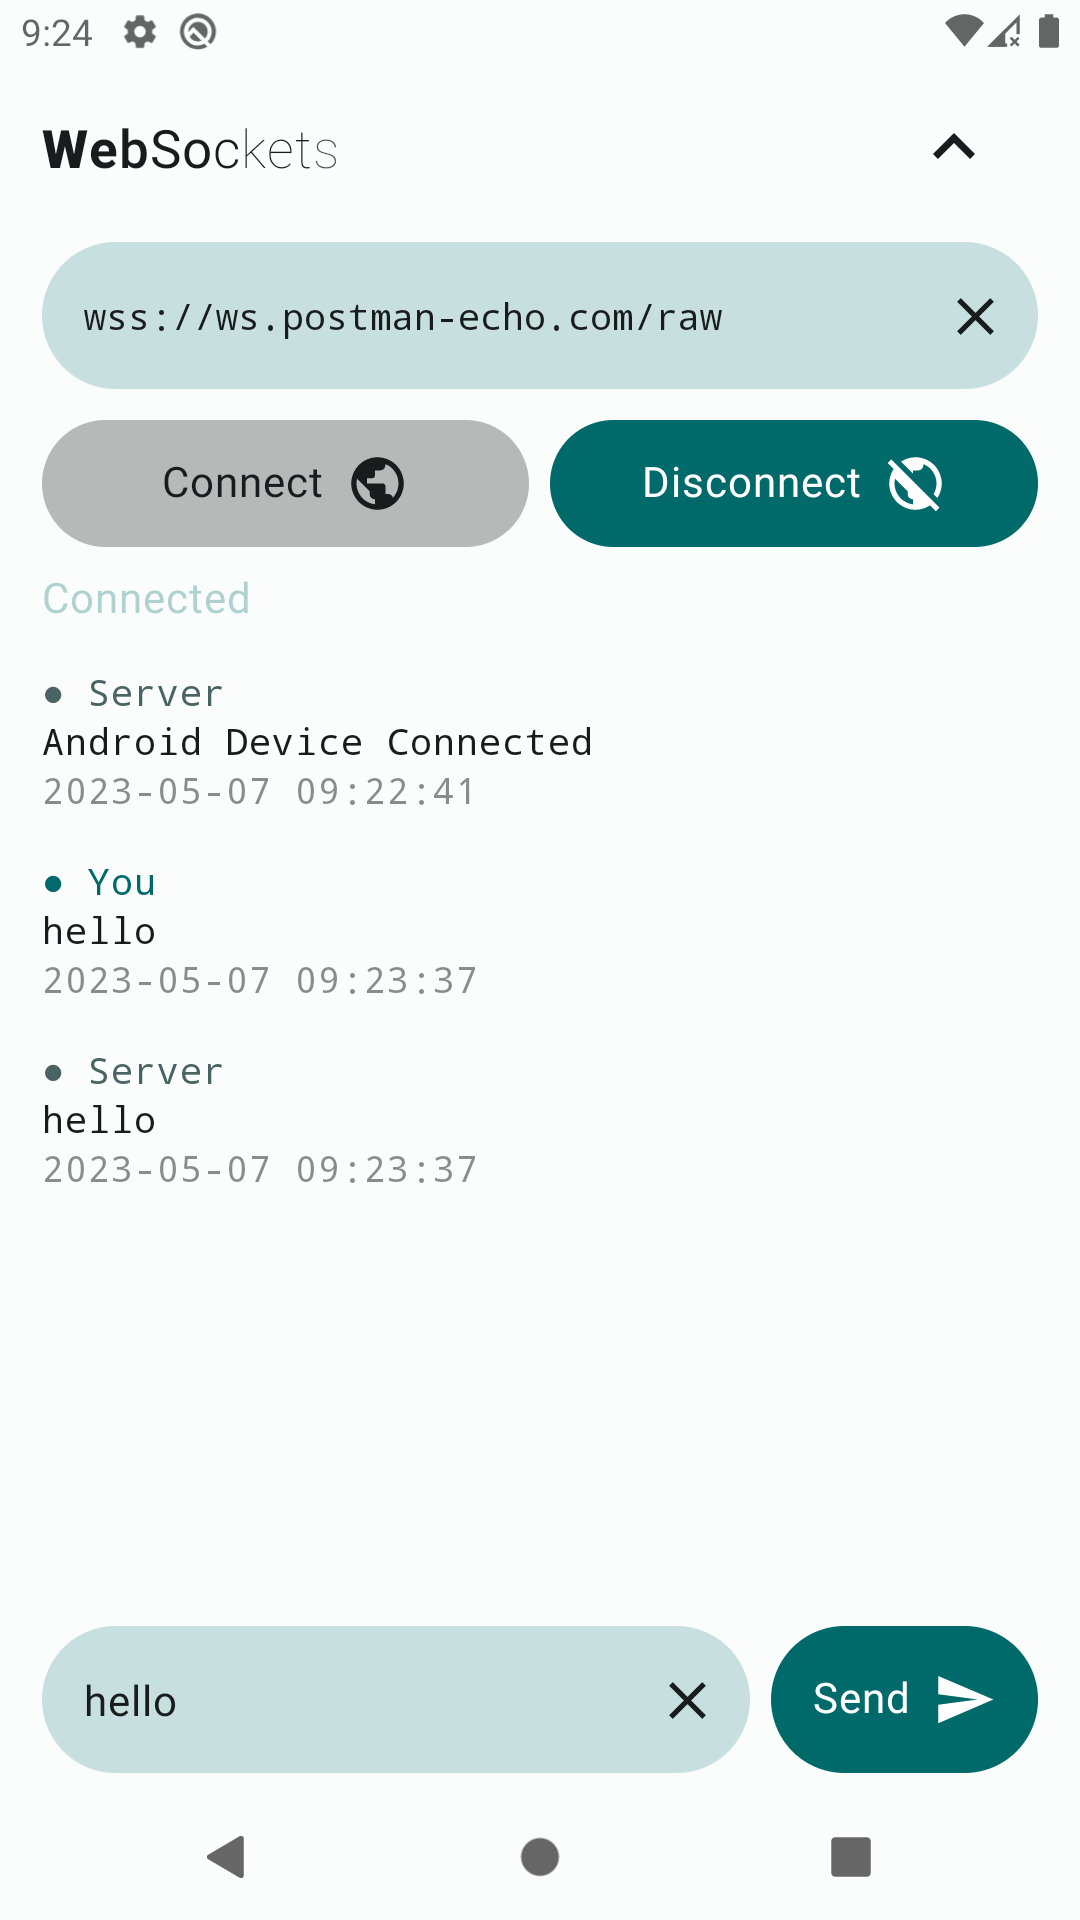 9:24
WebSockets
wss://ws.postman-echo.com/raw
Connect
Disconnect
Connected
● Server
Android Device Connected
2023-05-07 09:22:41
● You
hello
2023-05-07 09:23:37
● Server
hello
2023-05-07 09:23:37
hello
Send